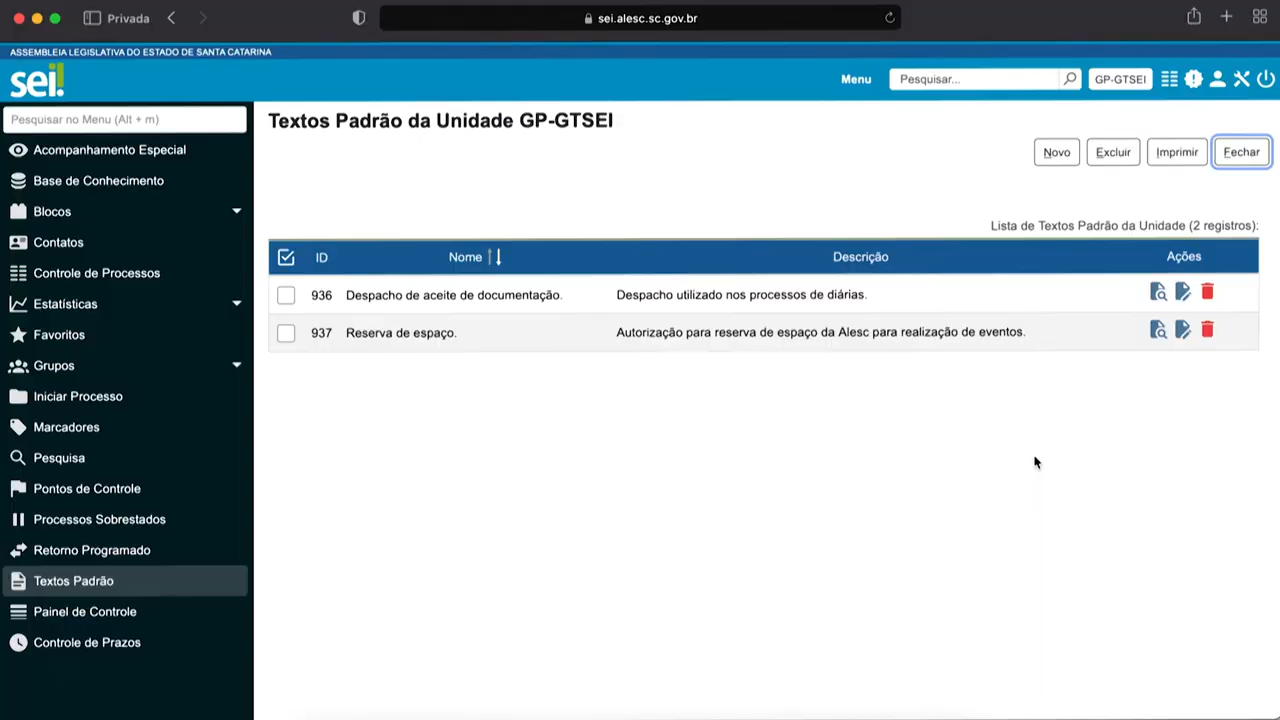 Privada
sei.alesc.sc.gov.br
ASSEMBLEIA LEGISLATIVA DO ESTADO DE SANTA CATARINA
sei!
Menu
Pesquisar...
GP-GTSEI
Pesquisar no Menu (Alt + m)
Acompanhamento Especial
Base de Conhecimento
Blocos
Contatos
Controle de Processos
Estatísticas
Favoritos
Grupos
Iniciar Processo
Marcadores
Pesquisa
Pontos de Controle
Processos Sobrestados
Retorno Programado
Textos Padrão
Painel de Controle
Controle de Prazos
Textos Padrão da Unidade GP-GTSEI
Novo
Excluir
Imprimir
Fechar
Lista de Textos Padrão da Unidade (2 registros):
ID Nome Descrição Ações
936 Despacho de aceite de documentação. Despacho utilizado nos processos de diárias.
937 Reserva de espaço. Autorização para reserva de espaço da Alesc para realização de eventos.